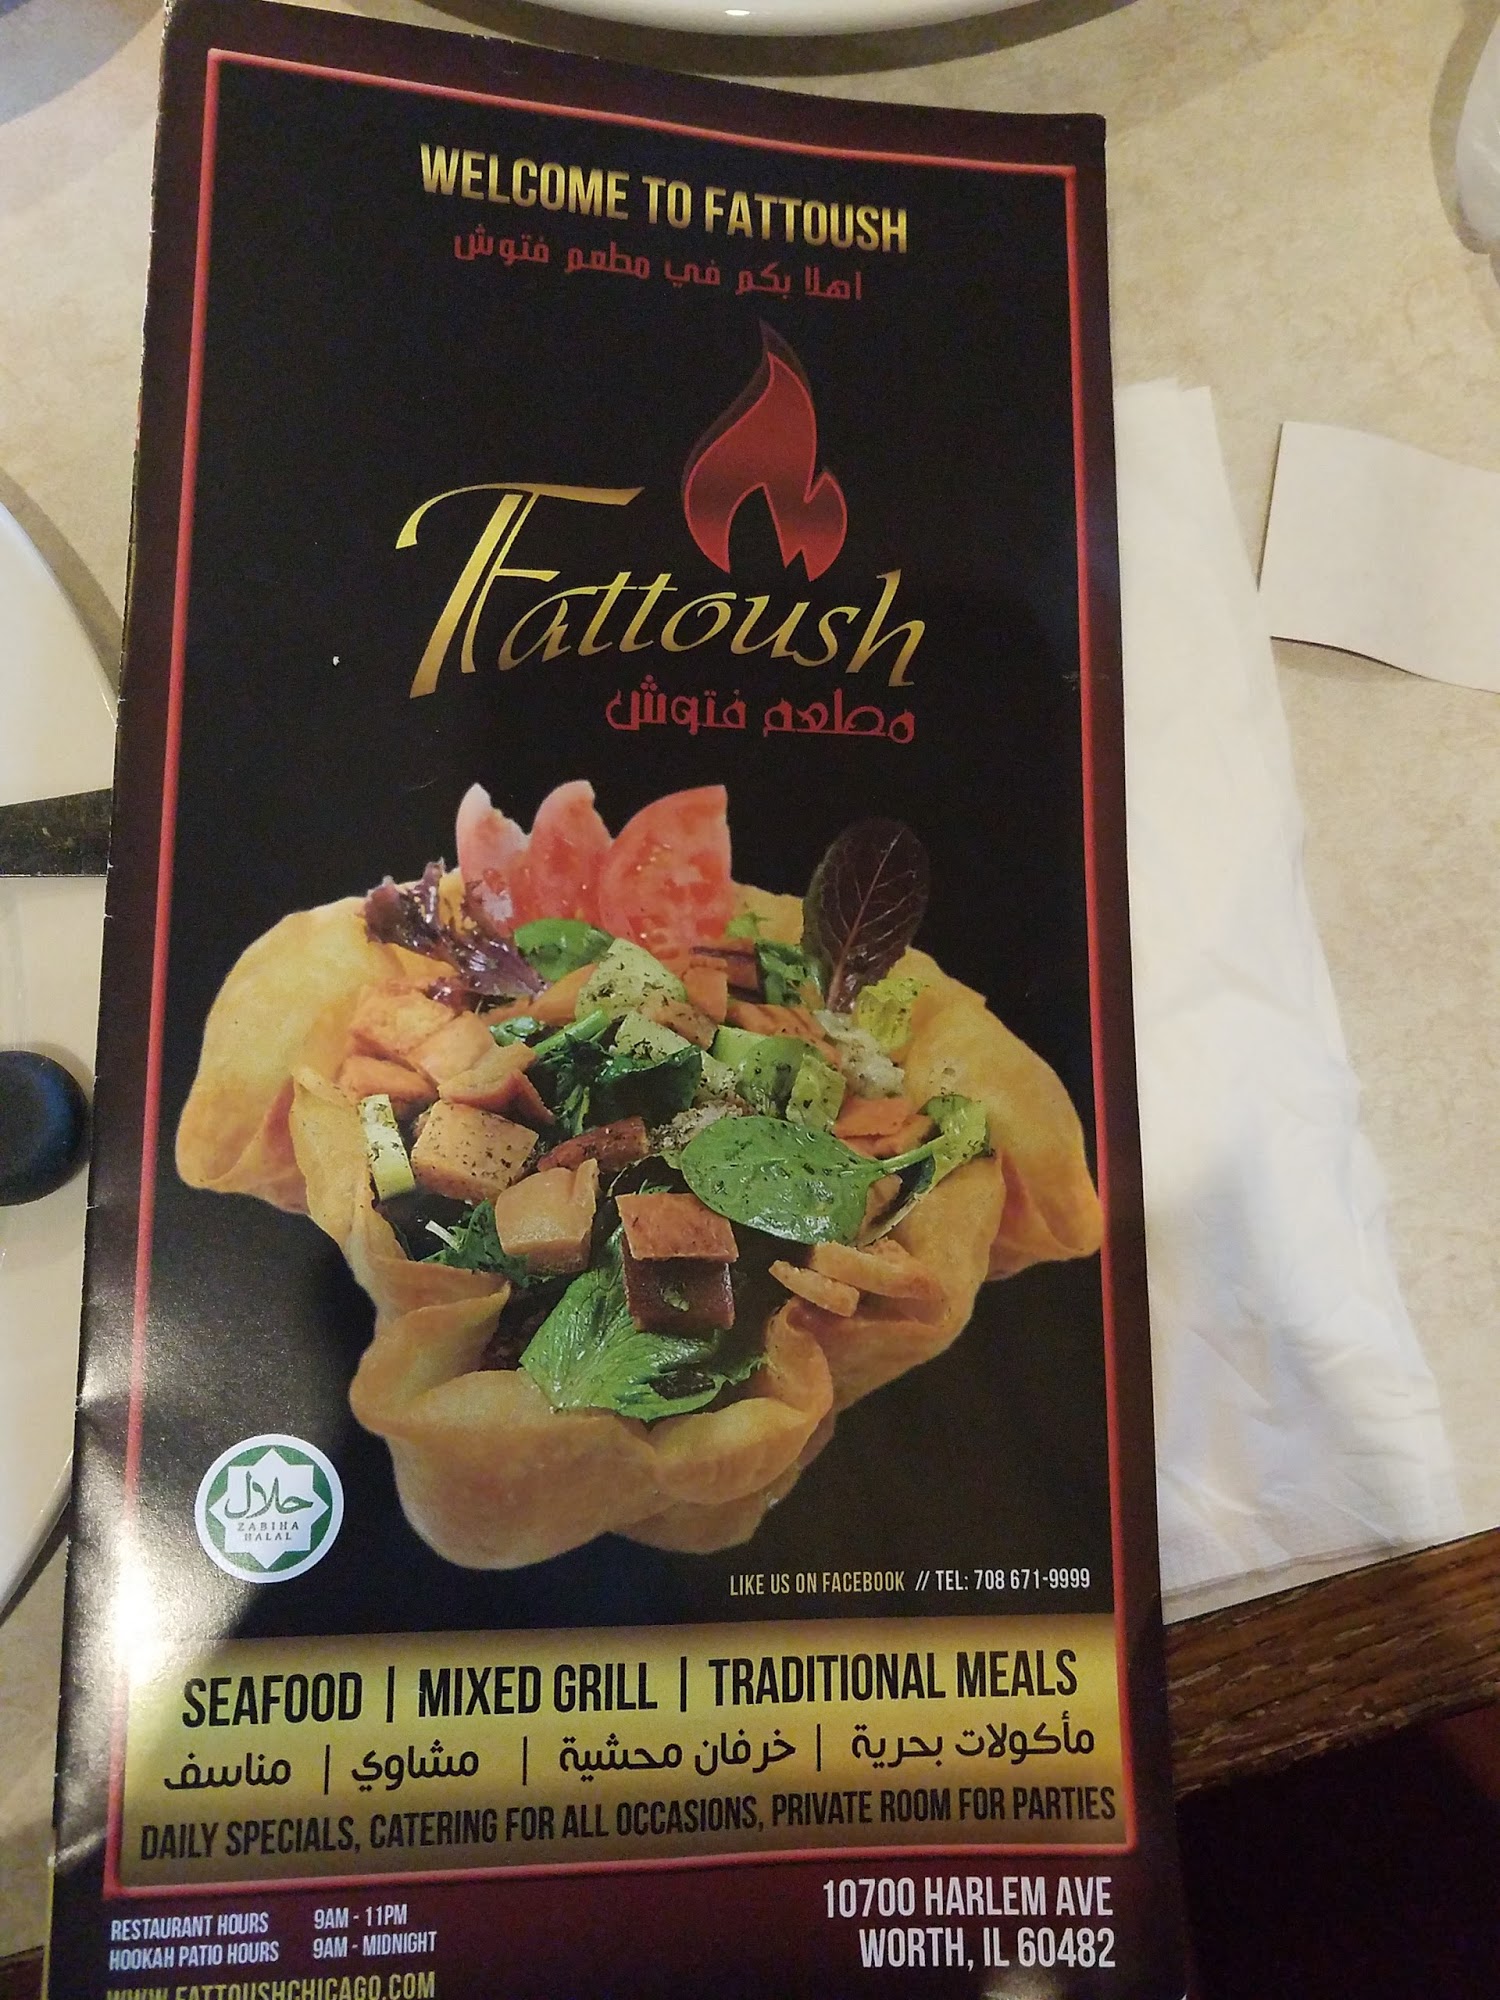 WELCOME TO FATTOUSH
اهلا بكم في مطعم فتوش
Fattoush
مطعم فتوش
حلال
ZABIHA
HALAL
LIKE US ON FACEBOOK // TEL: 708 671-9999
SEAFOOD | MIXED GRILL | TRADITIONAL MEALS
مأكولات بحرية | خرفان محشية | مشاوي | مناسف
DAILY SPECIALS, CATERING FOR ALL OCCASIONS, PRIVATE ROOM FOR PARTIES
RESTAURANT HOURS 9AM - 11PM
HOOKAH PATIO HOURS 9AM - MIDNIGHT
WWW.FATTOUSHCHICAGO.COM
10700 HARLEM AVE
WORTH, IL 60482